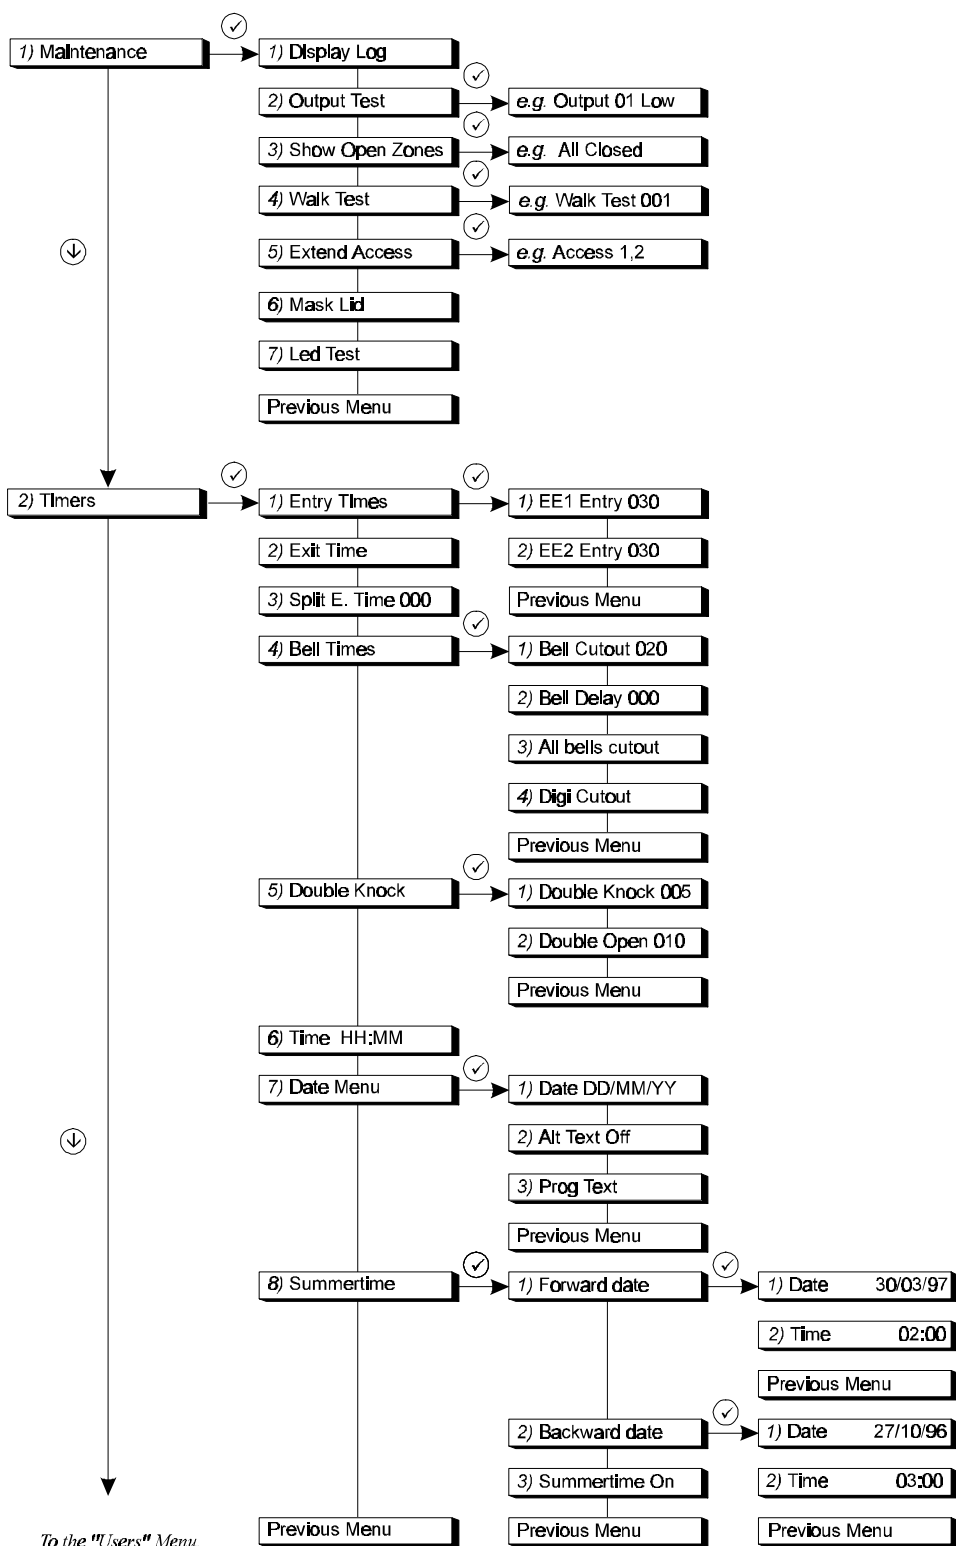 1) Maintenance
1) Display Log
2) Output Test
e.g. Output 01 Low
3) Show Open Zones
e.g. All Closed
4) Walk Test
e.g. Walk Test 001
5) Extend Access
e.g. Access 1,2
6) Mask Lid
7) Led Test
Previous Menu
2) Timers
1) Entry Times
1) EE1 Entry 030
2) Exit Time
2) EE2 Entry 030
3) Split E. Time 000
Previous Menu
4) Bell Times
1) Bell Cutout 020
2) Bell Delay 000
3) All bells cutout
4) Digi Cutout
Previous Menu
5) Double Knock
1) Double Knock 005
2) Double Open 010
Previous Menu
6) Time HH:MM
7) Date Menu
1) Date DD/MM/YY
2) Alt Text Off
3) Prog Text
Previous Menu
8) Summertime
1) Forward date
1) Date 30/03/97
2) Time 02:00
Previous Menu
2) Backward date
1) Date 27/10/96
3) Summertime On
2) Time 03:00
Previous Menu
Previous Menu
Previous Menu
To the "Users" Menu.